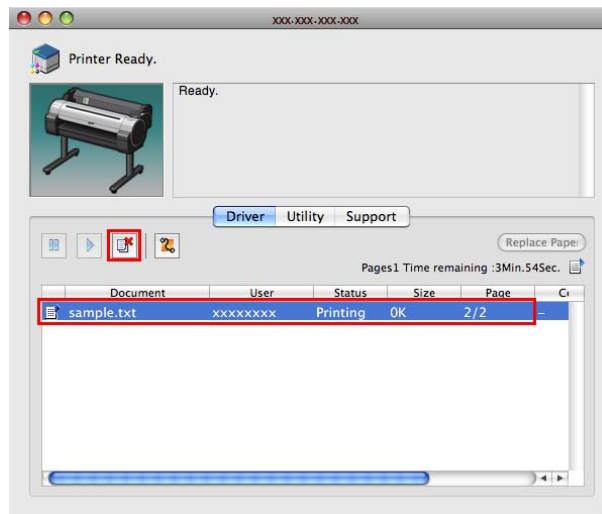 xxx.xxx.xxx.xxx
Printer Ready.
Ready.
Driver Utility Support
Replace Paper
Pages1 Time remaining :3Min.54Sec.
Document User Status Size Page
sample.txt xxxxxxxx Printing 0K 2/2 –